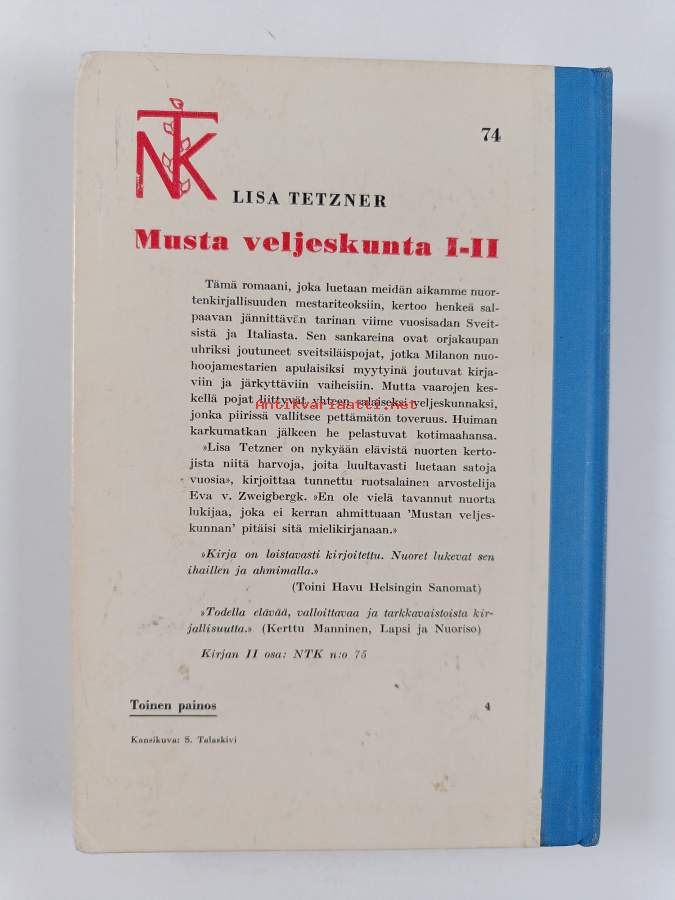 NTK
74
LISA TETZNER
Musta veljeskunta I-II
Tämä romaani, joka luetaan meidän aikamme nuor-
tenkirjallisuuden mestariteoksiin, kertoo henkeä sal-
paavan jännittävän tarinan viime vuosisadan Sveit-
sistä ja Italiasta. Sen sankareina ovat orjakaupan
uhriksi joutuneet sveitsiläispojat, jotka Milanon nuo-
hoojamestarien apulaisiksi myytyinä joutuvat kirja-
viin ja järkyttäviin vaiheisiin. Mutta vaarojen kes-
kellä pojat liittyvät yhteen salaiseksi veljeskunnaksi,
Antikvariaatti.net
jonka piirissä vallitsee pettämätön toveruus. Huiman
karkumatkan jälkeen he pelastuvat kotimaahansa.
»Lisa Tetzner on nykyään elävistä nuorten kerto-
jista niitä harvoja, joita luultavasti luetaan satoja
vuosia», kirjoittaa tunnettu ruotsalainen arvostelija
Eva v. Zweigbergk. »En ole vielä tavannut nuorta
lukijaa, joka ei kerran ahmittuaan 'Mustan veljes-
kunnan' pitäisi sitä mielikirjanaan.»
»Kirja on loistavasti kirjoitettu. Nuoret lukevat sen
ihaillen ja ahmimalla.»
(Toini Havu Helsingin Sanomat)
»Todella elävää, valloittavaa ja tarkkavaistoista kir-
jallisuutta.» (Kerttu Manninen, Lapsi ja Nuoriso)
Kirjan II osa: NTK n:o 75
Toinen painos
4
Kansikuva: S. Talaskivi